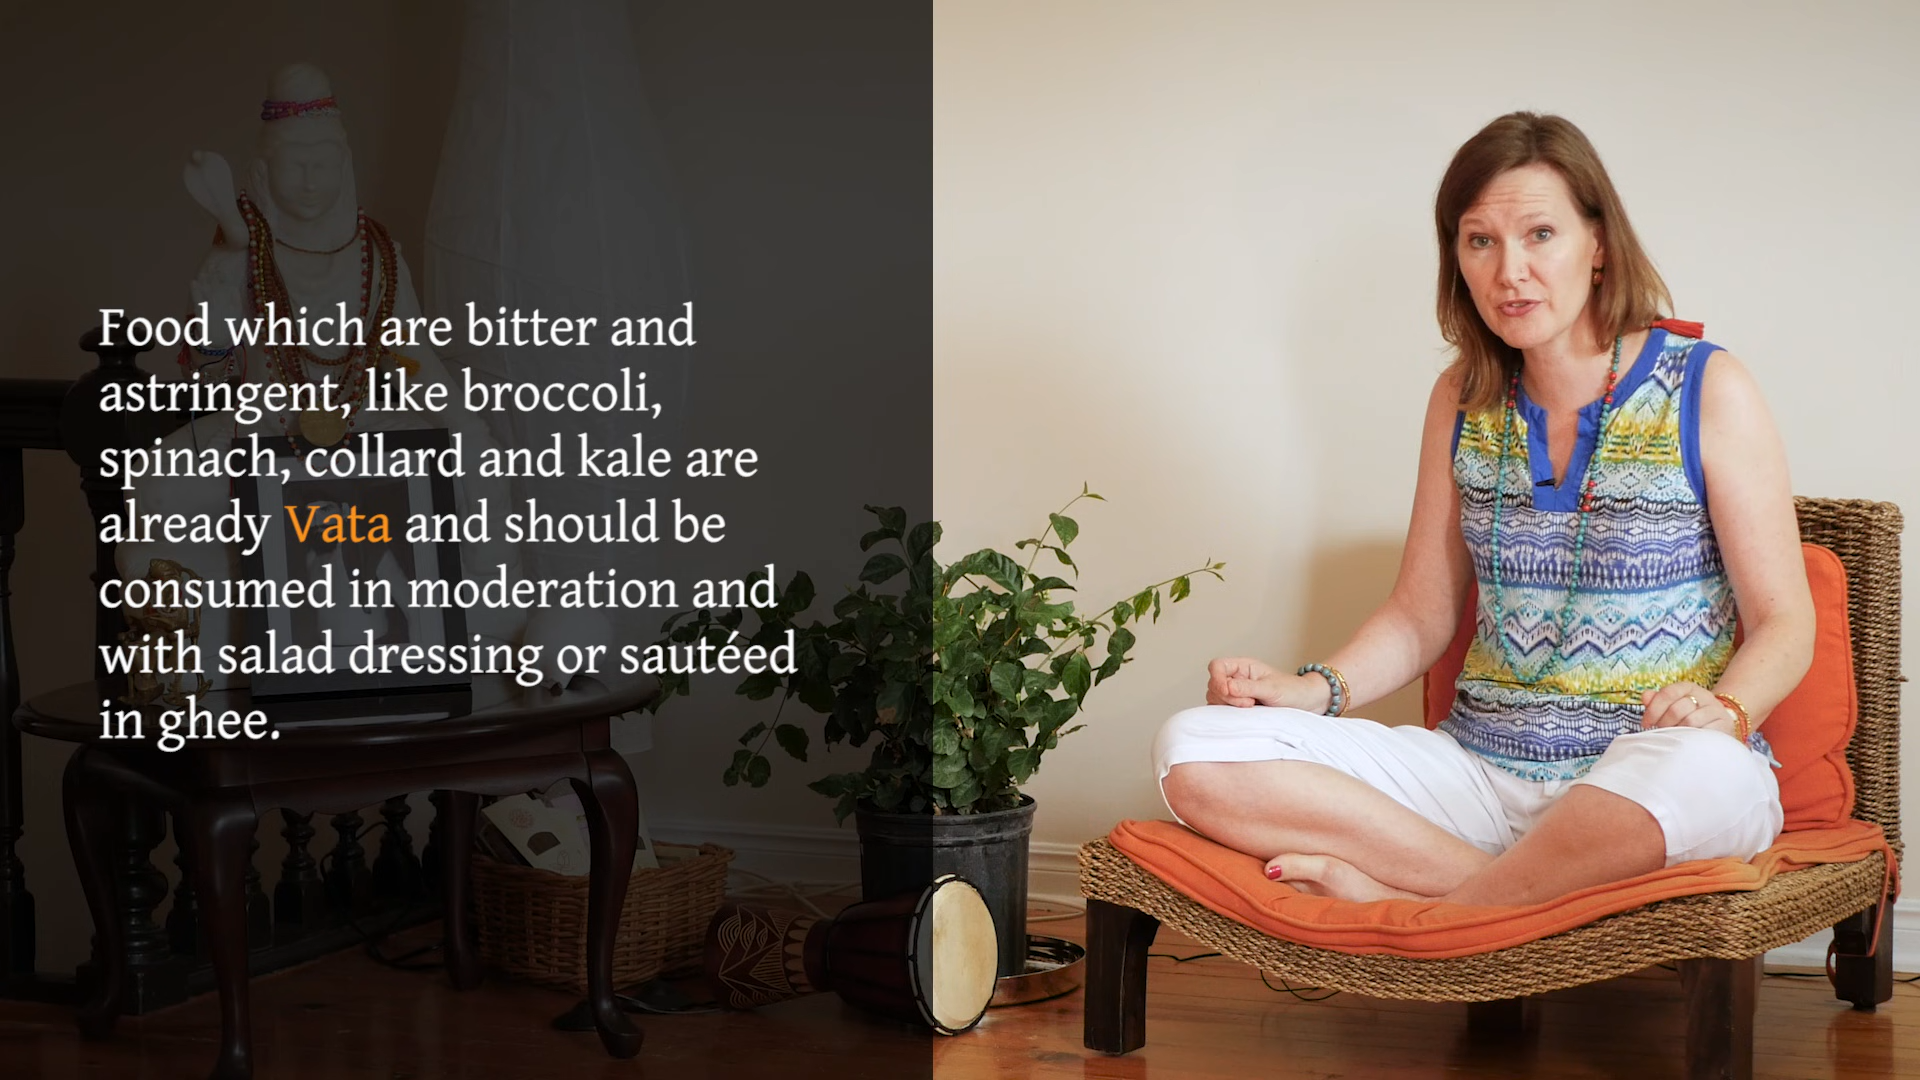 Food which are bitter and
astringent, like broccoli,
spinach, collard and kale are
already Vata and should be
consumed in moderation and
with salad dressing or sautéed
in ghee.